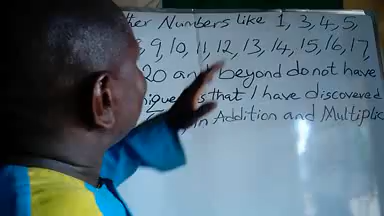 Numbers like 1, 3, 4, 5,
9, 10, 11, 12, 13, 14, 15, 16, 17,
20 and beyond do not have
that I have discovered
in Addition and